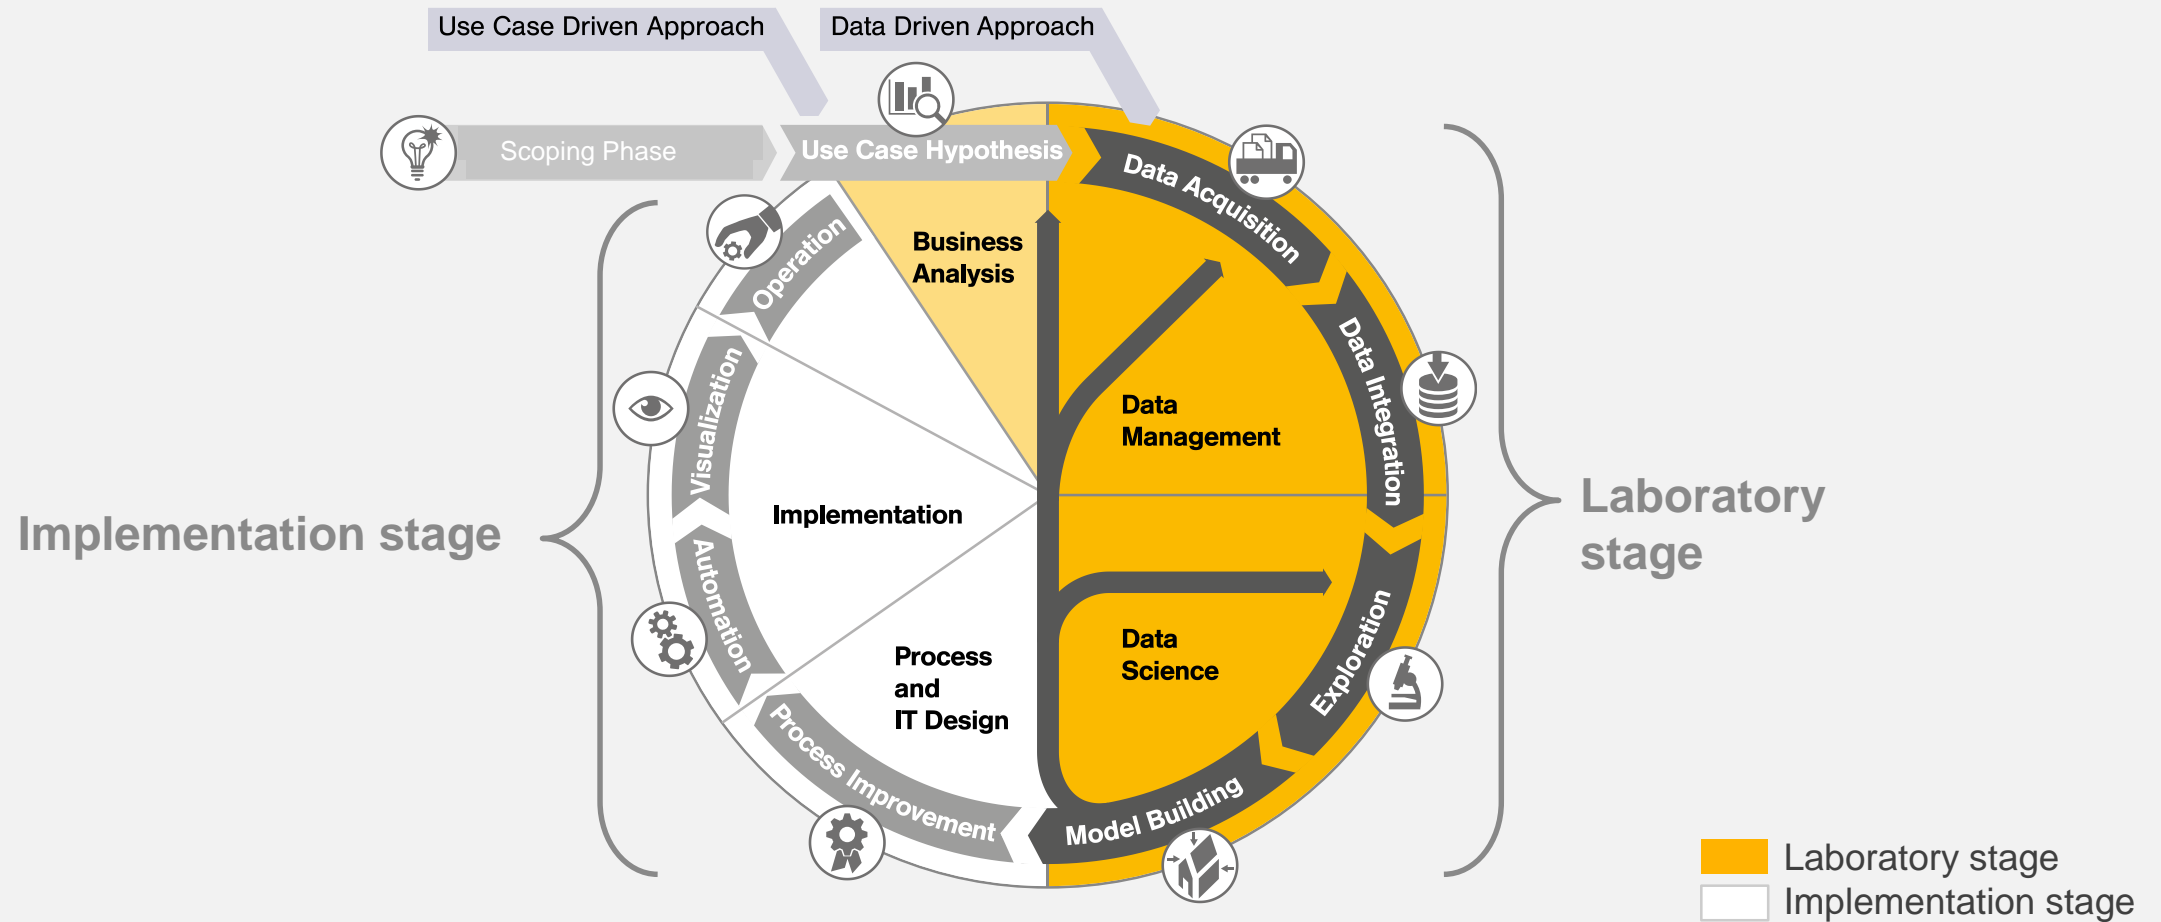 Use Case Driven Approach
Data Driven Approach
Scoping Phase
Use Case Hypothesis
Data Acquisition
Data Integration
Exploration
Model Building
Process Improvement
Automation
Visualization
Operation
Business
Analysis
Data
Management
Data
Science
Process
and
IT Design
Implementation
Implementation stage
Laboratory
stage
Laboratory stage
Implementation stage